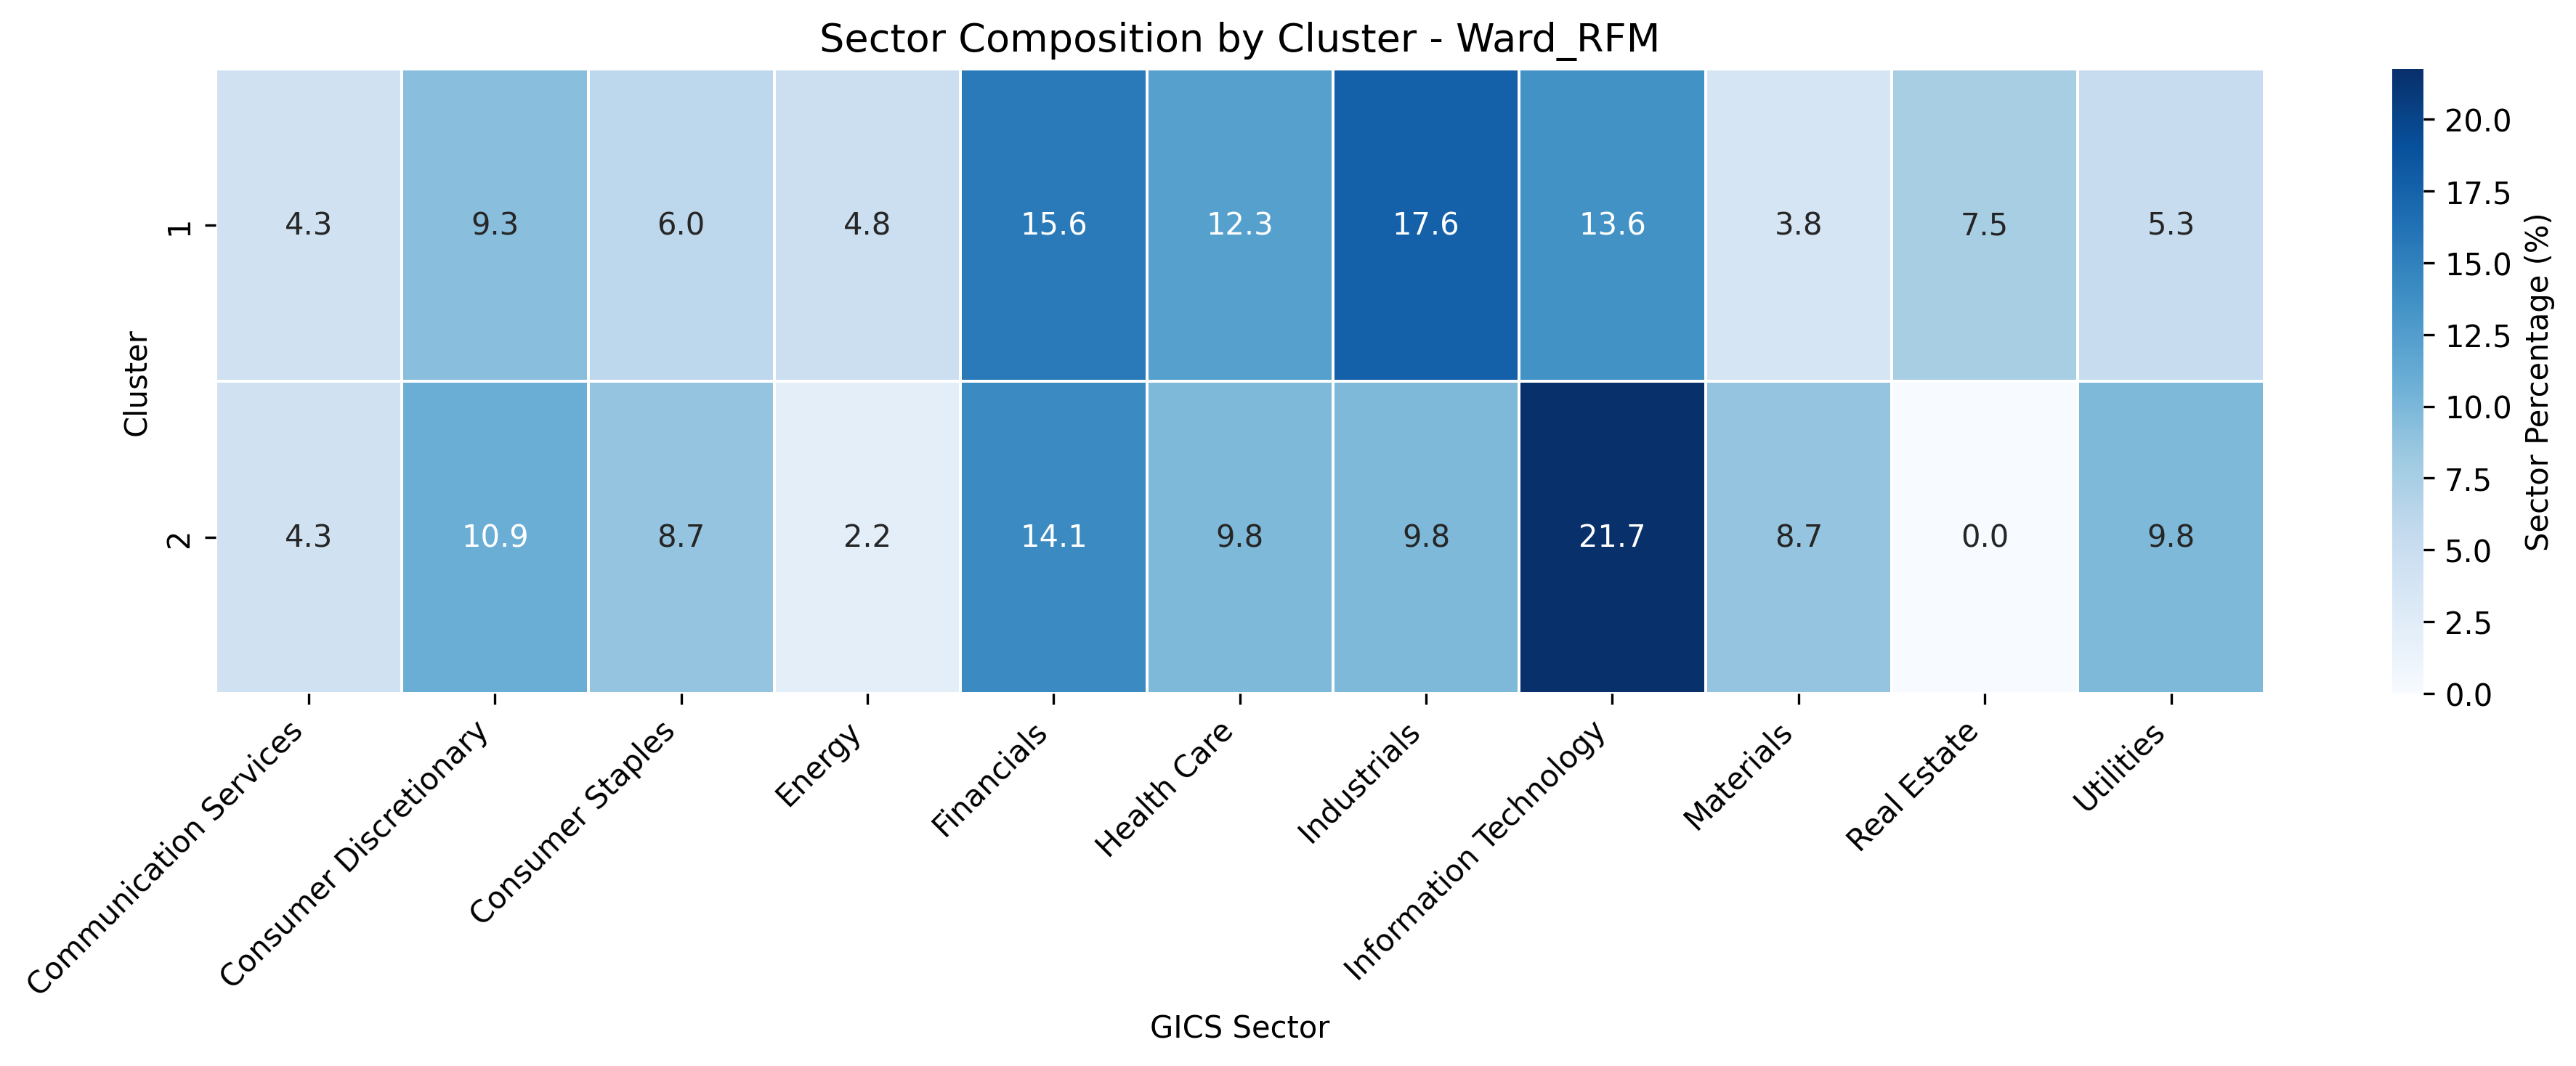 Sector Composition by Cluster - Ward_RFM
Cluster
1
4.3 9.3 6.0 4.8 15.6 12.3 17.6 13.6 3.8 7.5 5.3
2
4.3 10.9 8.7 2.2 14.1 9.8 9.8 21.7 8.7 0.0 9.8
Communication Services
Consumer Discretionary
Consumer Staples
Energy
Financials
Health Care
Industrials
Information Technology
Materials
Real Estate
Utilities
GICS Sector
20.0
17.5
15.0
12.5
10.0
7.5
5.0
2.5
0.0
Sector Percentage (%)